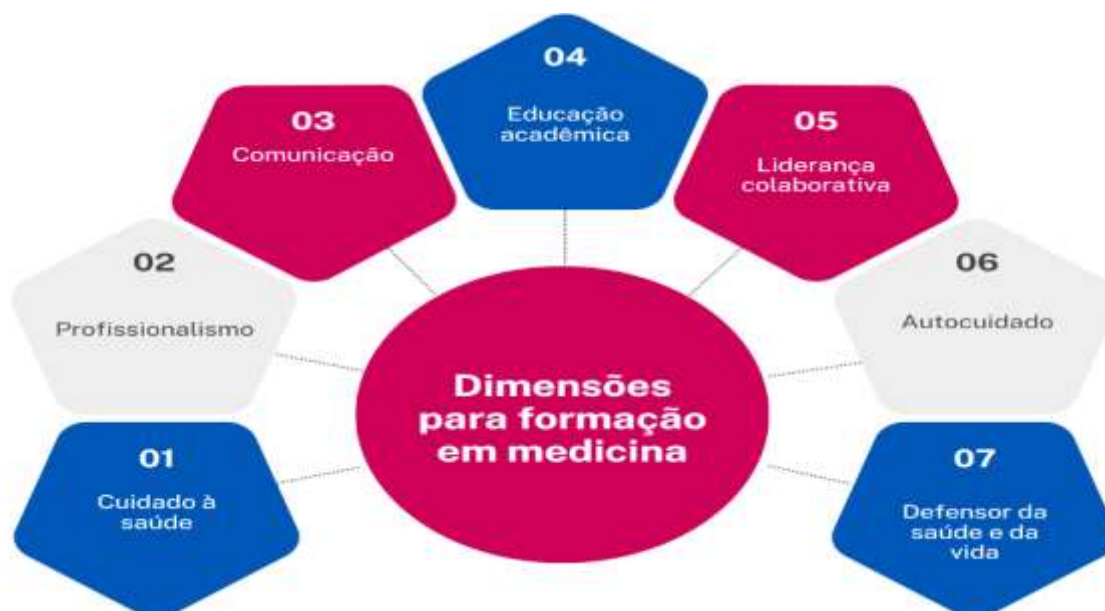 01
Cuidado à
saúde
02
Profissionalismo
03
Comunicação
04
Educação
acadêmica
05
Liderança
colaborativa
06
Autocuidado
07
Defensor da
saúde e da
vida
Dimensões
para formação
em medicina